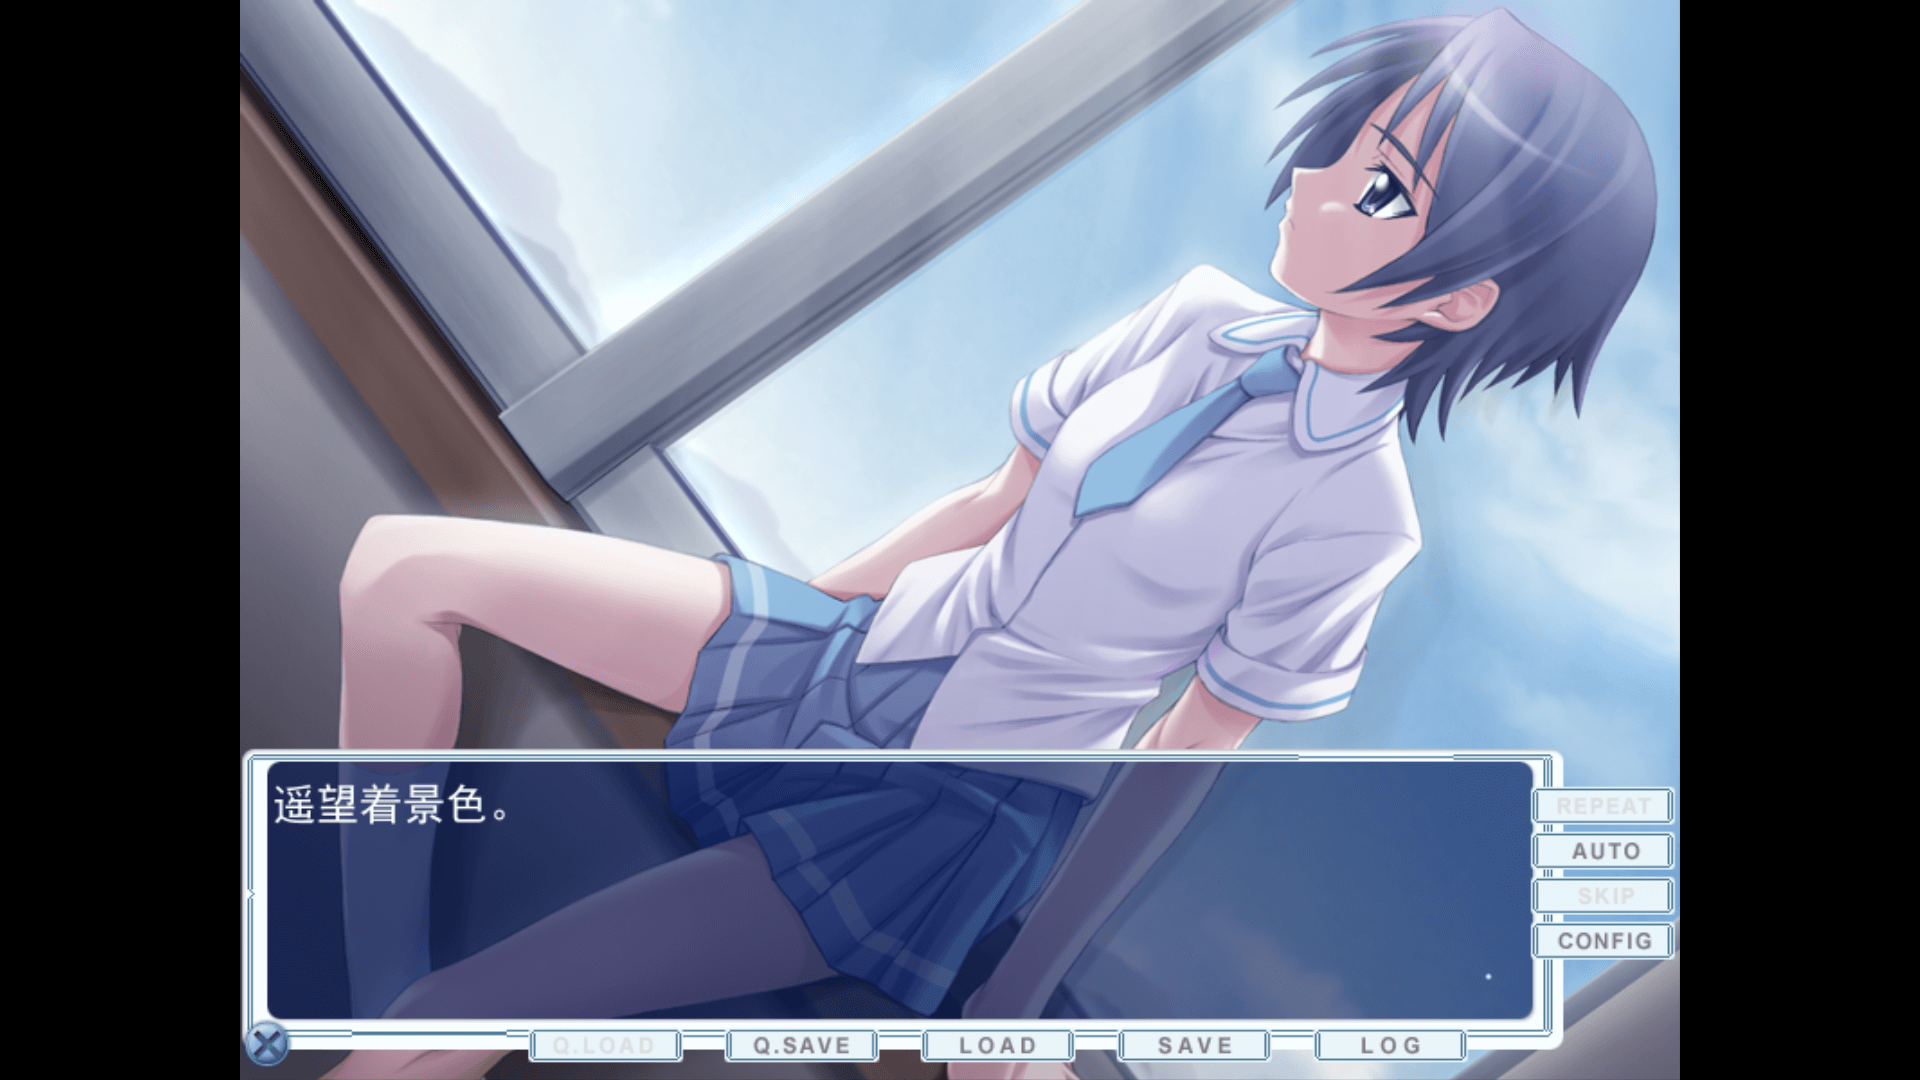 遥望着景色。
REPEAT
AUTO
SKIP
CONFIG
Q.LOAD
Q.SAVE
LOAD
SAVE
LOG